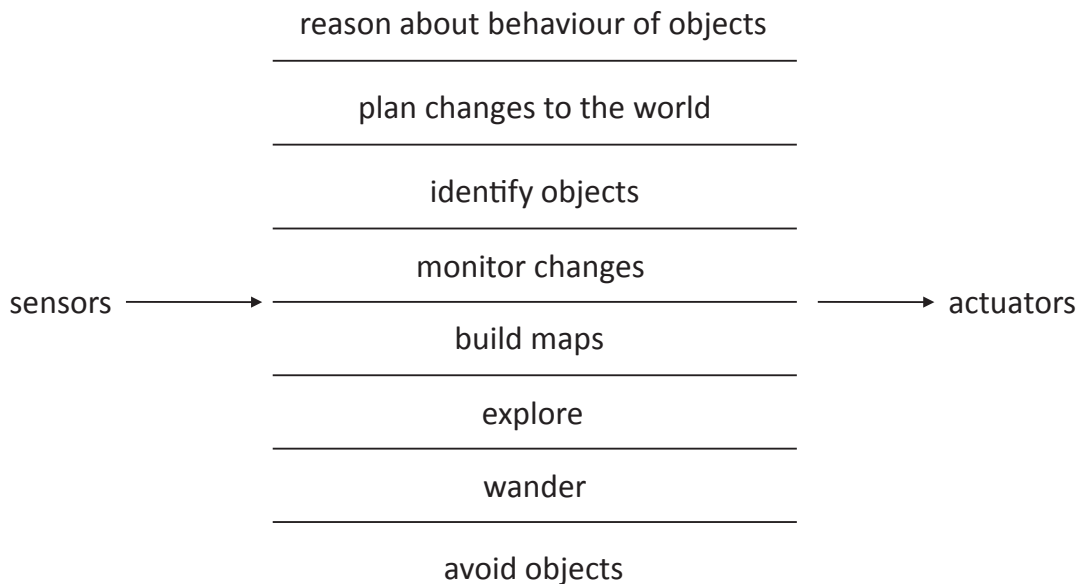 reason about behaviour of objects
plan changes to the world
identify objects
monitor changes
sensors
actuators
build maps
explore
wander
avoid objects